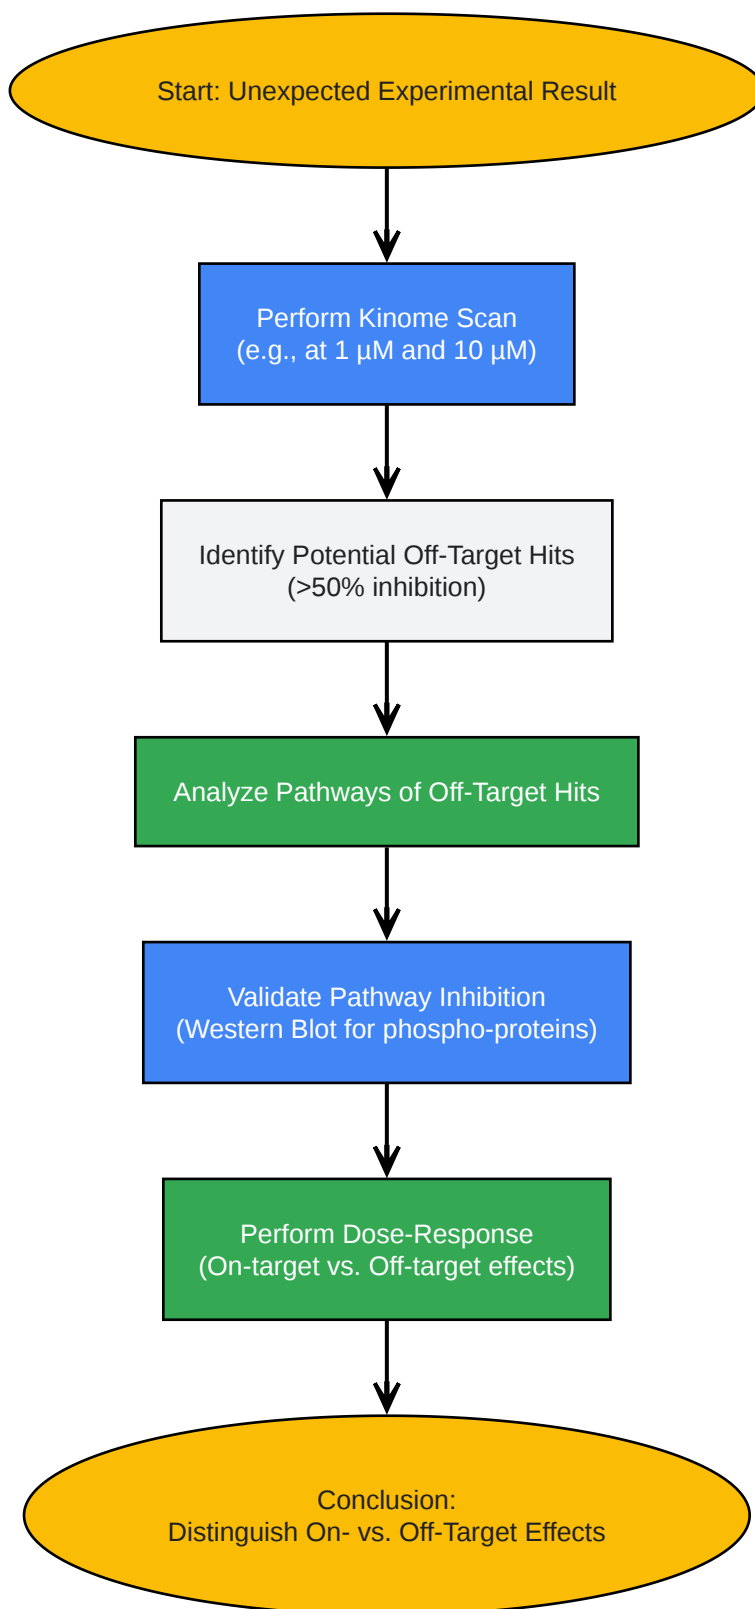 Start: Unexpected Experimental Result
Perform Kinome Scan
(e.g., at 1 µM and 10 µM)
Identify Potential Off-Target Hits
(>50% inhibition)
Analyze Pathways of Off-Target Hits
Validate Pathway Inhibition
(Western Blot for phospho-proteins)
Perform Dose-Response
(On-target vs. Off-target effects)
Conclusion:
Distinguish On- vs. Off-Target Effects